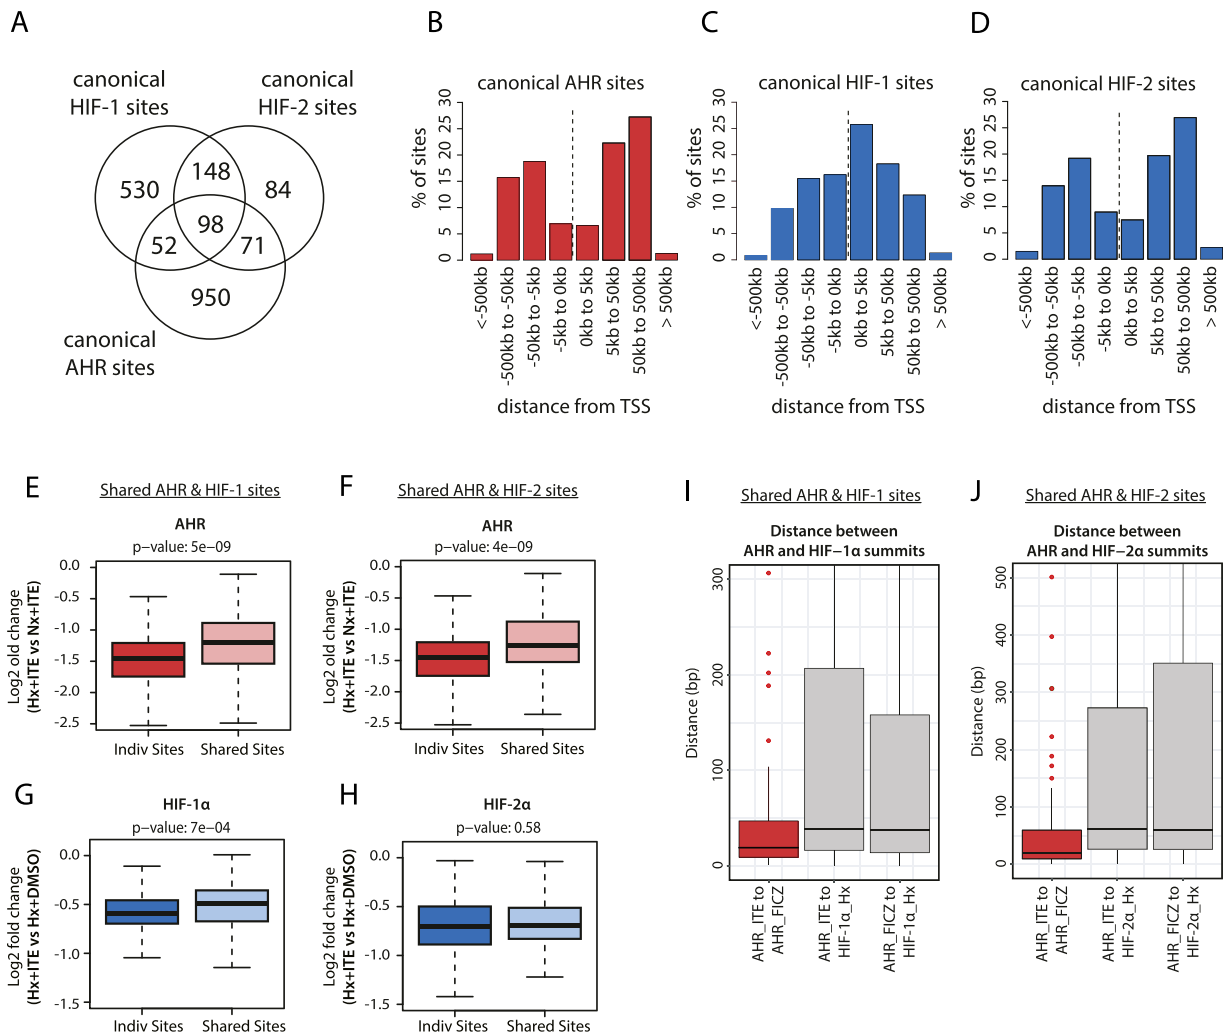 A
canonical
HIF-1 sites
canonical
HIF-2 sites
530
148
84
98
52
71
950
canonical
AHR sites
B
canonical AHR sites
% of sites
30
25
20
15
10
5
0
<-500kb
-500kb to -50kb
-50kb to -5kb
-5kb to 0kb
0kb to 5kb
5kb to 50kb
50kb to 500kb
> 500kb
distance from TSS
C
canonical HIF-1 sites
% of sites
30
25
20
15
10
5
0
<-500kb
-500kb to -50kb
-50kb to -5kb
-5kb to 0kb
0kb to 5kb
5kb to 50kb
50kb to 500kb
> 500kb
distance from TSS
D
canonical HIF-2 sites
% of sites
30
25
20
15
10
5
0
<-500kb
-500kb to -50kb
-50kb to -5kb
-5kb to 0kb
0kb to 5kb
5kb to 50kb
50kb to 500kb
> 500kb
distance from TSS
E
Shared AHR & HIF-1 sites
AHR
p−value: 5e−09
Log2 old change
(Hx+ITE vs Nx+ITE)
0.0
-0.5
-1.0
-1.5
-2.0
-2.5
Indiv Sites
Shared Sites
F
Shared AHR & HIF-2 sites
AHR
p−value: 4e−09
Log2 old change
(Hx+ITE vs Nx+ITE)
0.0
-0.5
-1.0
-1.5
-2.0
-2.5
Indiv Sites
Shared Sites
G
HIF-1α
p-value: 7e−04
Log2 fold change
(Hx+ITE vs Hx+DMSO)
0.0
-0.5
-1.0
-1.5
Indiv Sites
Shared Sites
H
HIF-2α
p−value: 0.58
Log2 fold change
(Hx+ITE vs Hx+DMSO)
0.0
-0.5
-1.0
-1.5
Indiv Sites
Shared Sites
I
Shared AHR & HIF-1 sites
Distance between
AHR and HIF−1α summits
Distance (bp)
300
200
100
0
AHR_ITE to
AHR_FICZ
AHR_ITE to
HIF-1α_Hx
AHR_FICZ to
HIF-1α_Hx
J
Shared AHR & HIF-2 sites
Distance between
AHR and HIF−2α summits
Distance (bp)
500
400
300
200
100
0
AHR_ITE to
AHR_FICZ
AHR_ITE to
HIF-2α_Hx
AHR_FICZ to
HIF-2α_Hx